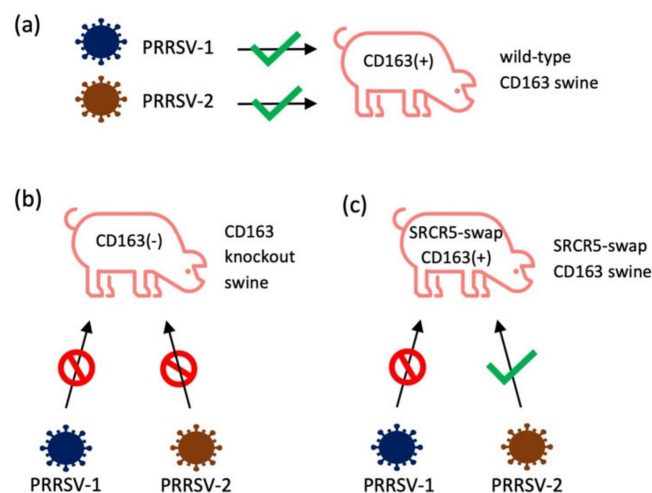 (a)
PRRSV-1
PRRSV-2
CD163(+)
wild-type
CD163 swine
(b)
CD163(-)
CD163
knockout
swine
PRRSV-1
PRRSV-2
(c)
SRCR5-swap
CD163(+)
SRCR5-swap
CD163 swine
PRRSV-1
PRRSV-2